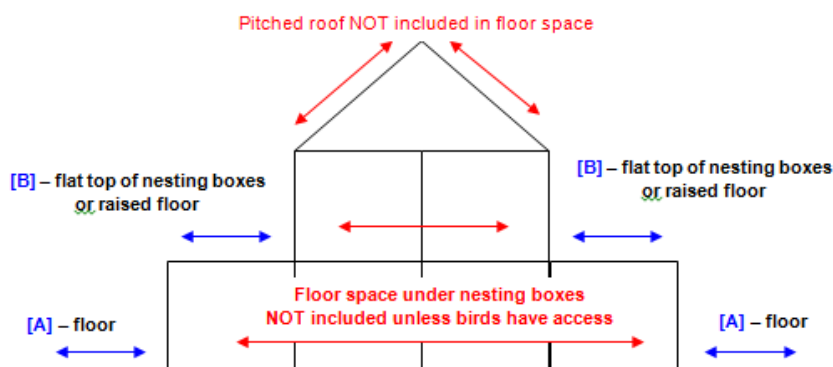 Pitched roof NOT included in floor space
[B] – flat top of nesting boxes
or raised floor
[B] – flat top of nesting boxes
or raised floor
Floor space under nesting boxes
NOT included unless birds have access
[A] – floor
[A] – floor